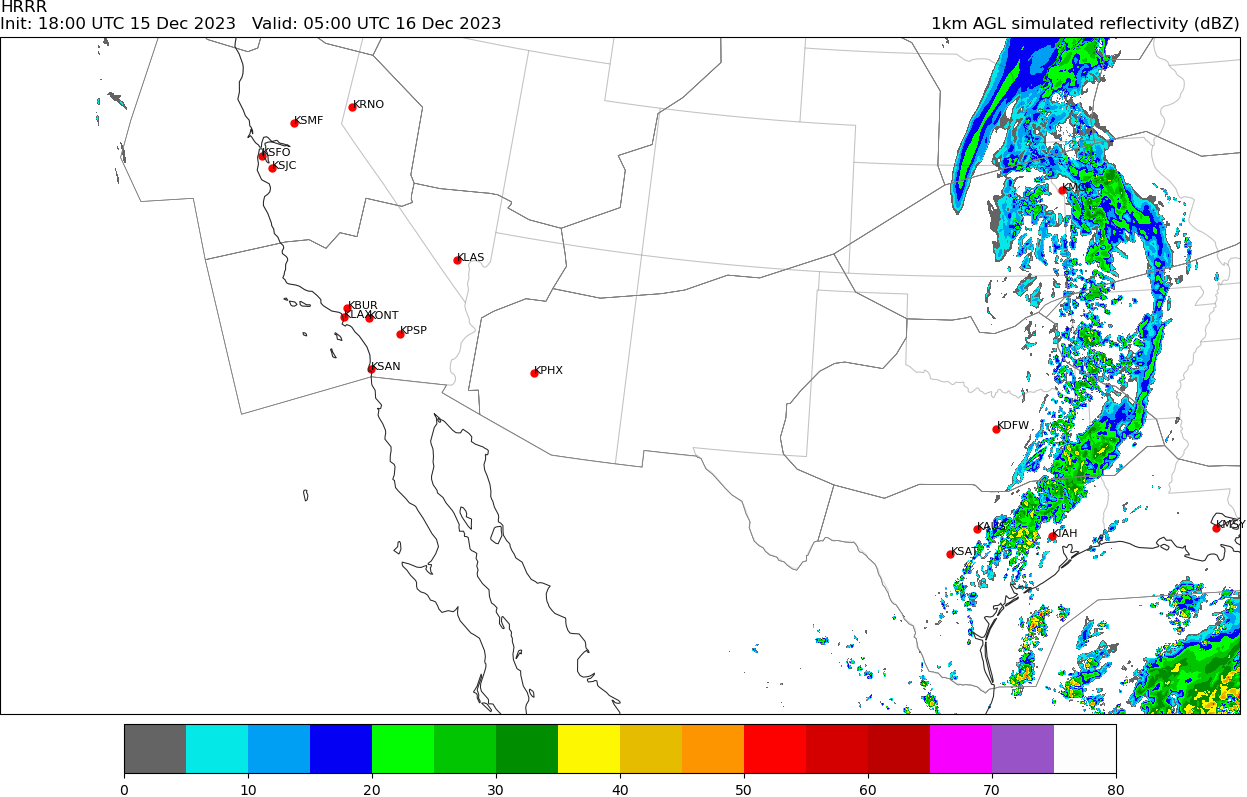 HRRR
Init: 18:00 UTC 15 Dec 2023   Valid: 05:00 UTC 16 Dec 2023
1km AGL simulated reflectivity (dBZ)
KRNO
KSMF
KSFO
KSJC
KLAS
KBUR
KLAX
KONT
KPSP
KSAN
KPHX
KDFW
KSAT
KIAH
KMSY
0 10 20 30 40 50 60 70 80